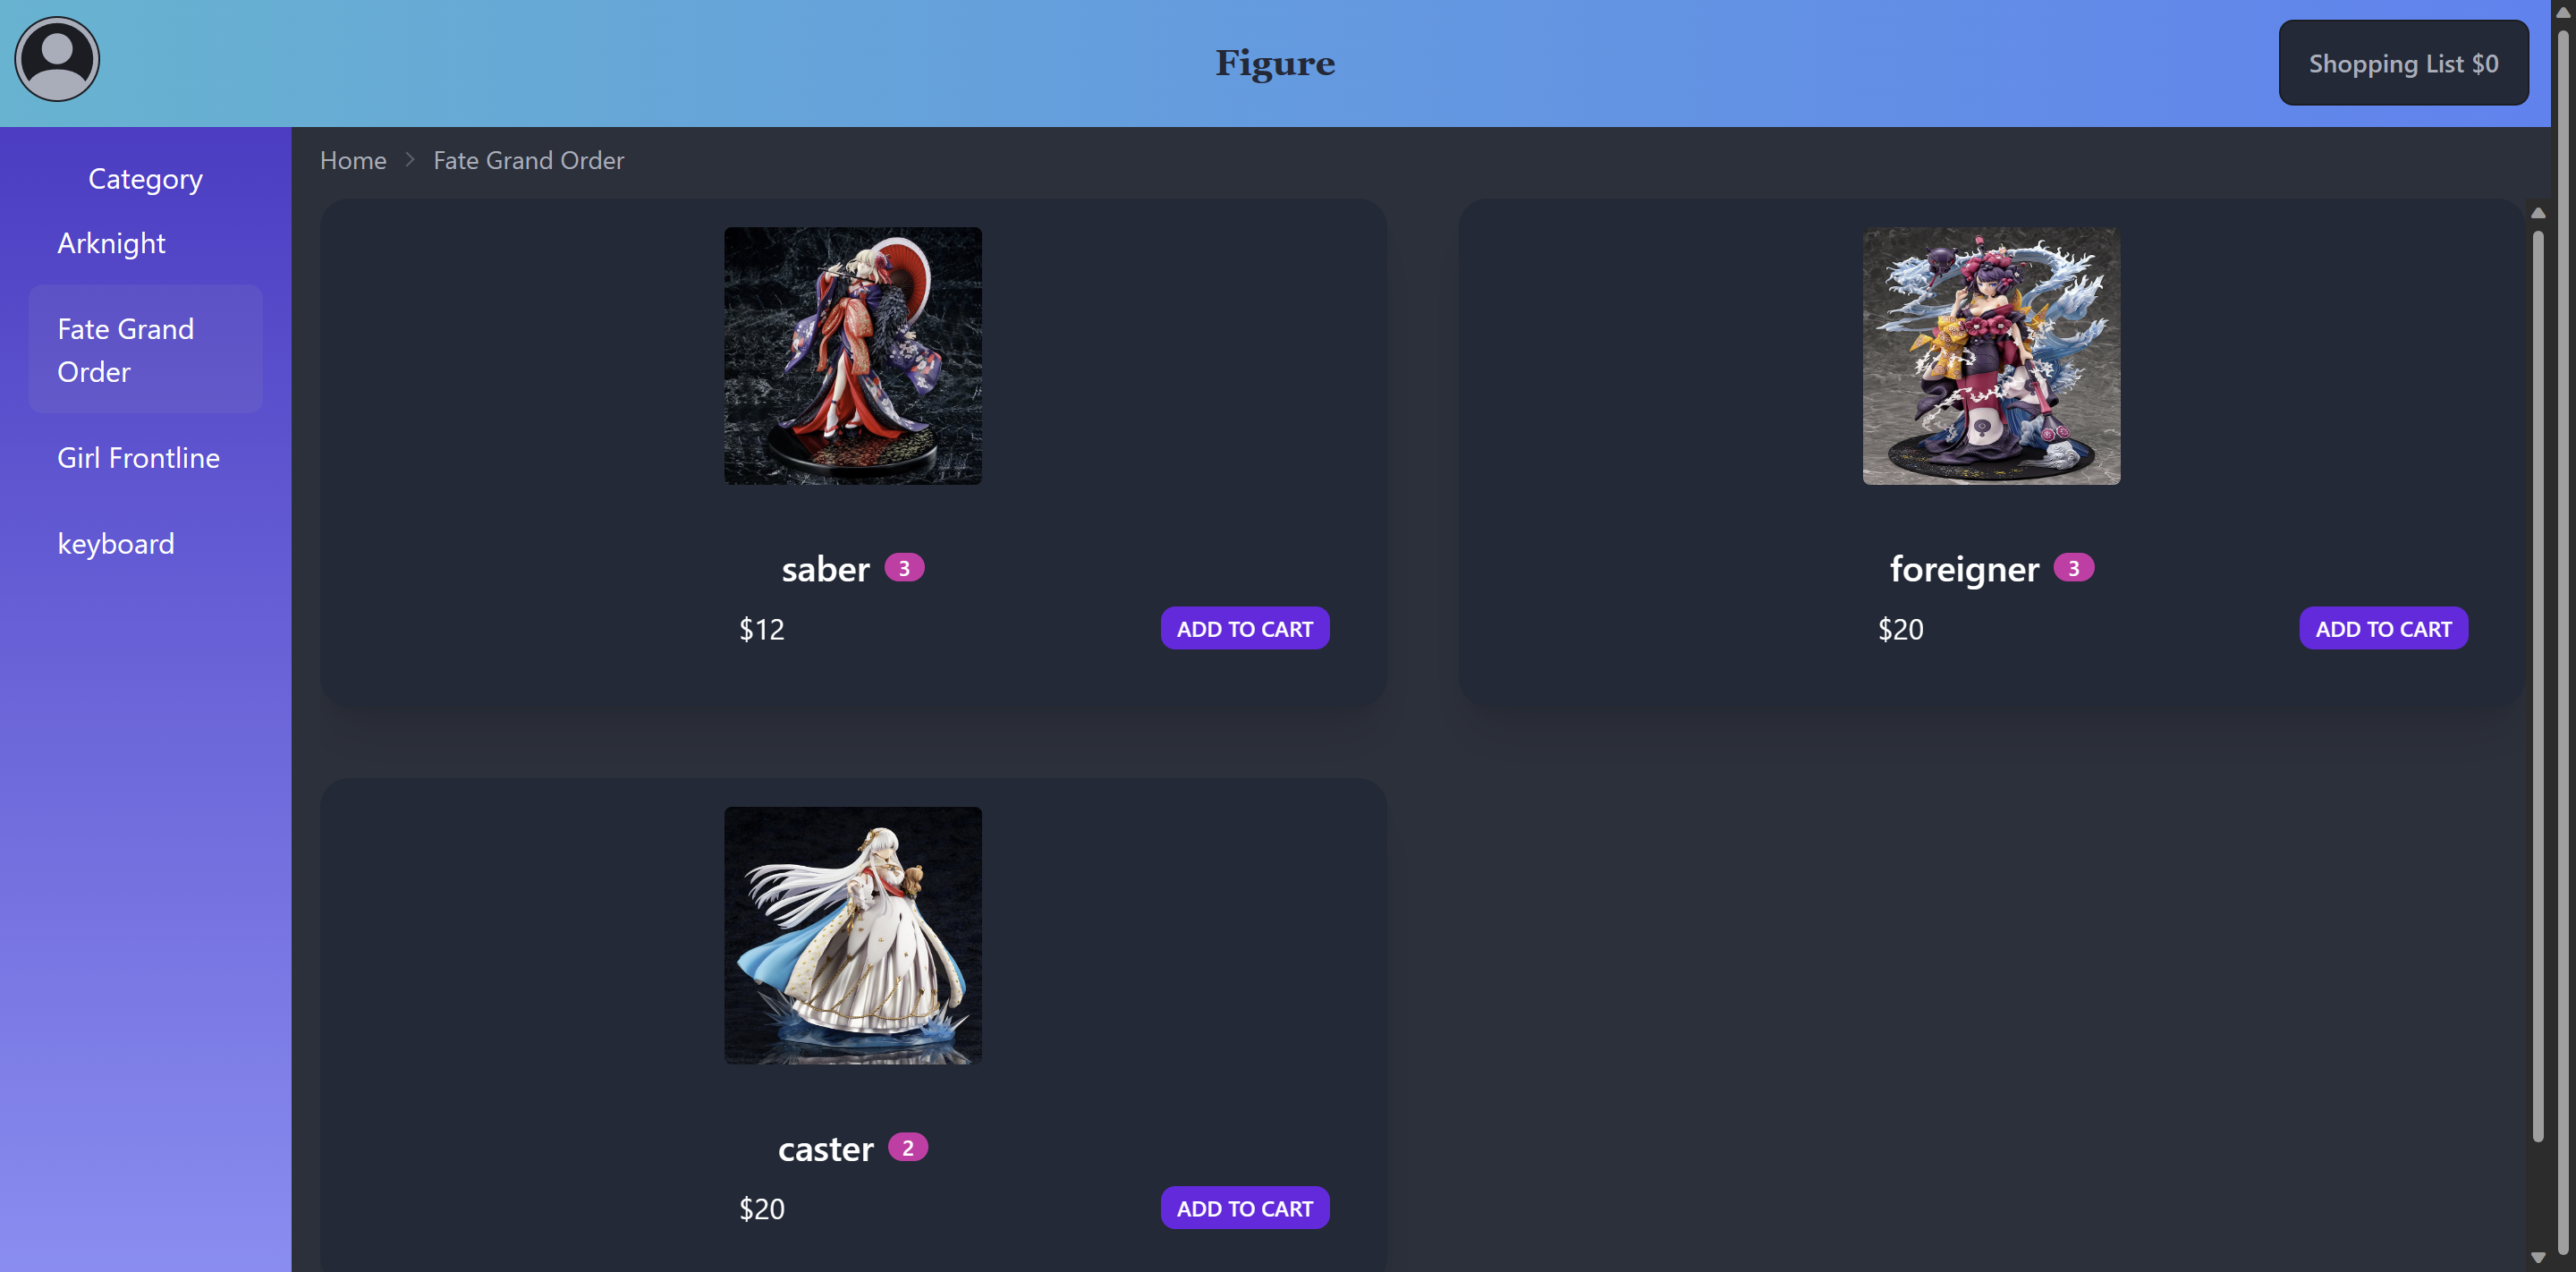 Figure
Shopping List $0
Category
Arknight
Fate Grand
Order
Girl Frontline
keyboard
Home > Fate Grand Order
saber 3
$12
ADD TO CART
foreigner 3
$20
ADD TO CART
caster 2
$20
ADD TO CART